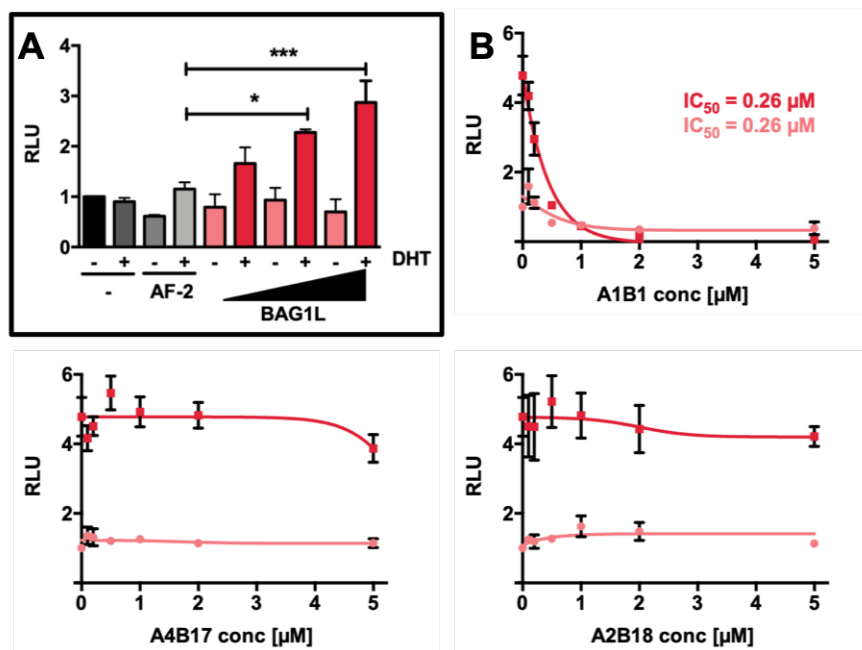 A
4
3
2
1
0
RLU
***
*
- + - + - + - + - + DHT
- AF-2
BAG1L
B
6
4
2
RLU
IC50 = 0.26 µM
IC50 = 0.26 µM
0 1 2 3 4 5
A1B1 conc [µM]
6
4
2
RLU
0 1 2 3 4 5
A4B17 conc [µM]
6
4
2
RLU
0 1 2 3 4 5
A2B18 conc [µM]